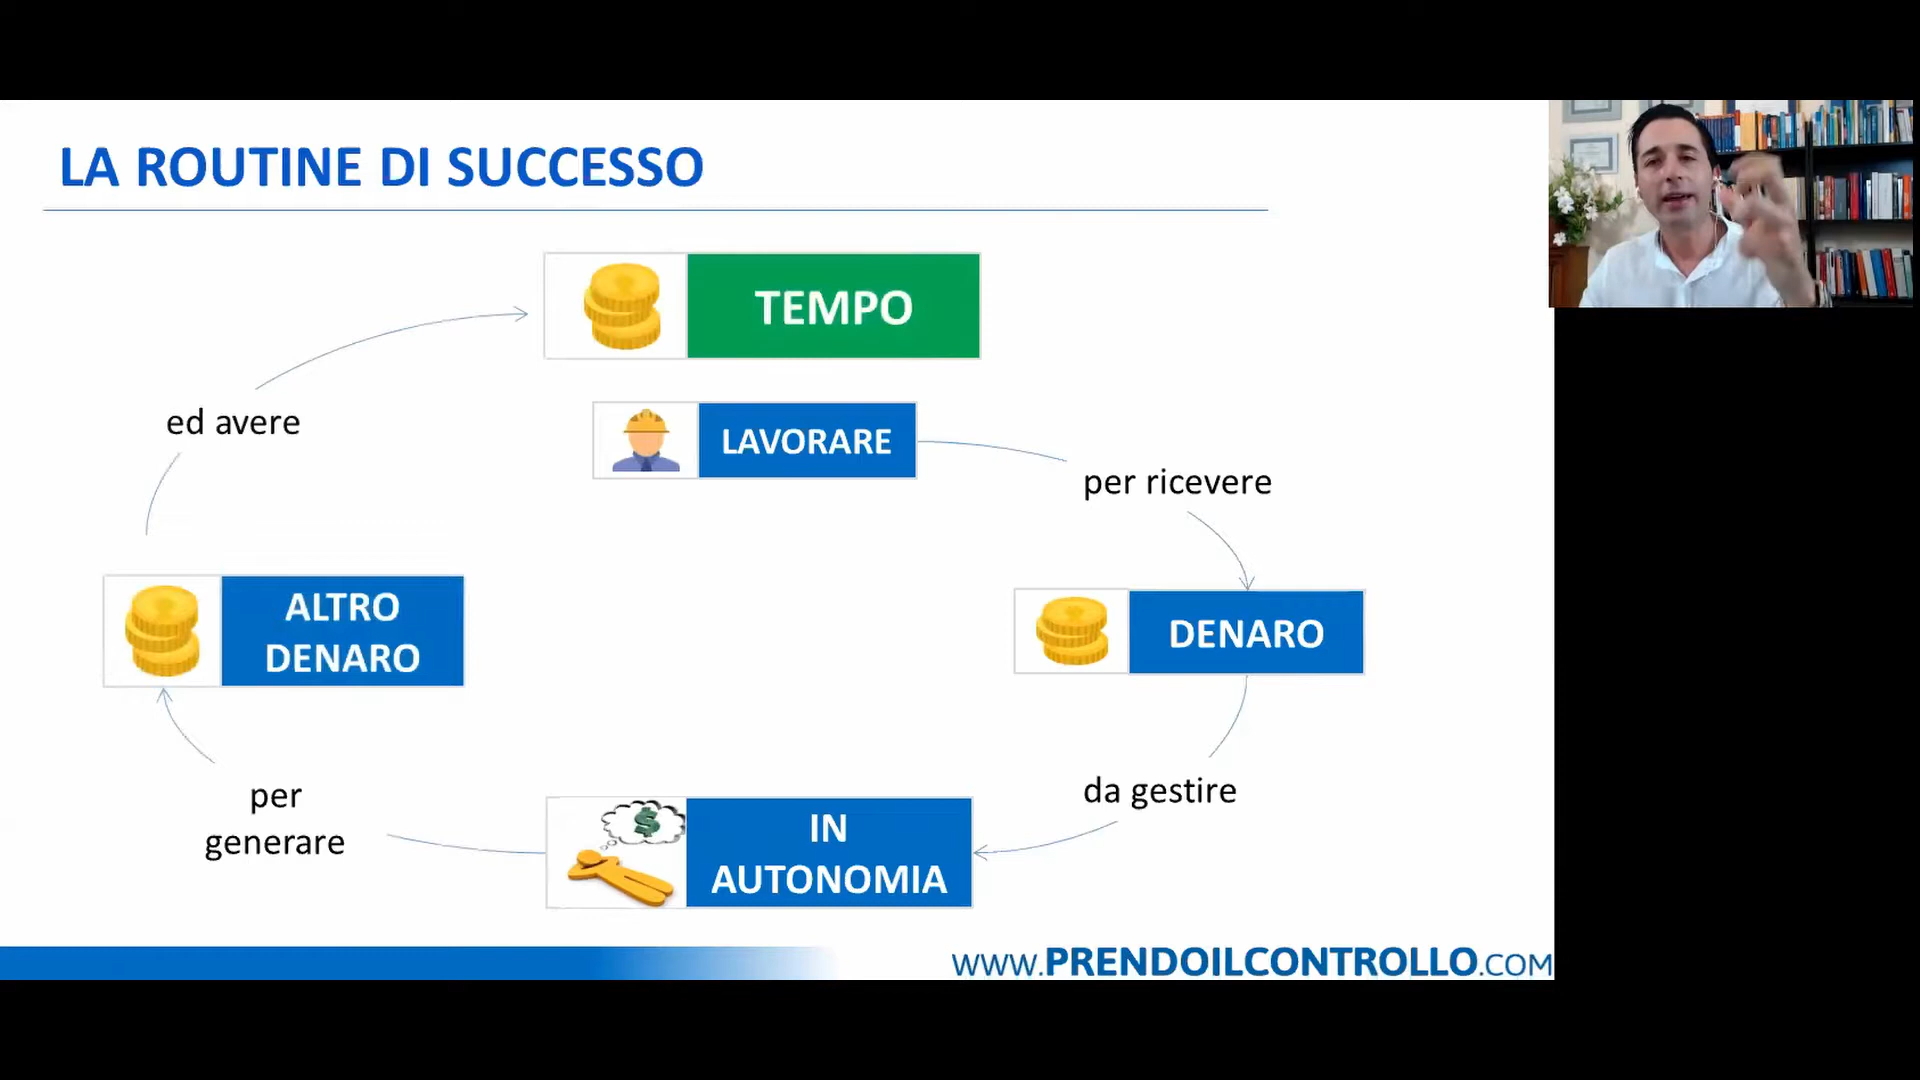 LA ROUTINE DI SUCCESSO
TEMPO
ed avere
LAVORARE
per ricevere
ALTRO
DENARO
DENARO
da gestire
per
generare
IN
AUTONOMIA
$
WWW.PRENDOILCONTROLLO.COM